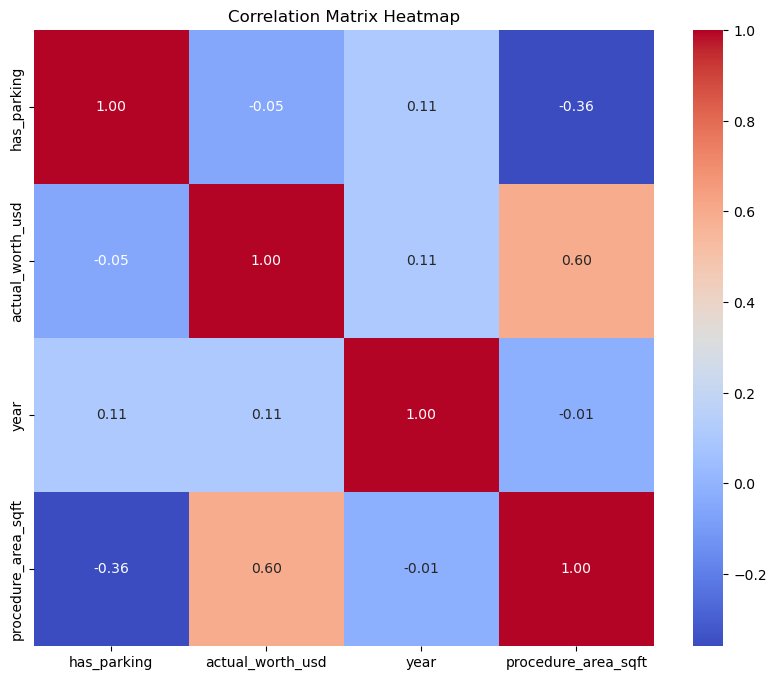 Correlation Matrix Heatmap
has_parking
1.00
-0.05
0.11
-0.36
actual_worth_usd
-0.05
1.00
0.11
0.60
year
0.11
0.11
1.00
-0.01
procedure_area_sqft
-0.36
0.60
-0.01
1.00
has_parking
actual_worth_usd
year
procedure_area_sqft
1.0
0.8
0.6
0.4
0.2
0.0
−0.2